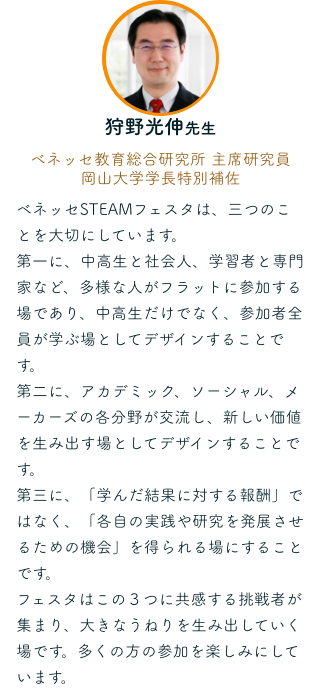 狩野光伸先生
ベネッセ教育総合研究所 主席研究員
岡山大学学長特別補佐
ベネッセSTEAMフェスタは、三つのこ
とを大切にしています。
第一に、中高生と社会人、学習者と専門
家など、多様な人がフラットに参加する
場であり、中高生だけでなく、参加者全
員が学ぶ場としてデザインすることで
す。
第二に、アカデミック、ソーシャル、メ
ーカーズの各分野が交流し、新しい価値
を生み出す場としてデザインすることで
す。
第三に、「学んだ結果に対する報酬」で
はなく、「各自の実践や研究を発展させ
るための機会」を得られる場にすること
です。
フェスタはこの３つに共感する挑戦者が
集まり、大きなうねりを生み出していく
場です。多くの方の参加を楽しみにして
います。